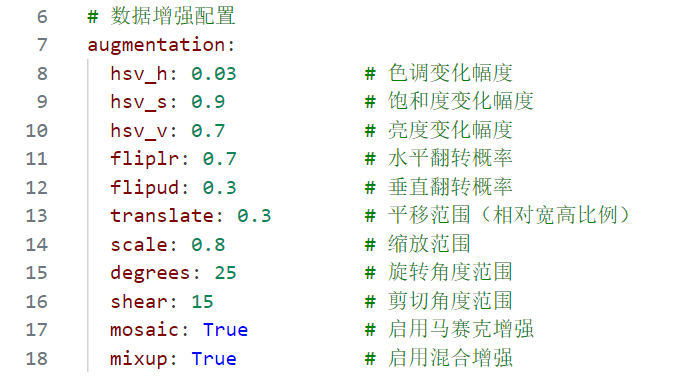 6 # 数据增强配置
7 augmentation:
8 hsv_h: 0.03 # 色调变化幅度
9 hsv_s: 0.9 # 饱和度变化幅度
10 hsv_v: 0.7 # 亮度变化幅度
11 fliplr: 0.7 # 水平翻转概率
12 flipud: 0.3 # 垂直翻转概率
13 translate: 0.3 # 平移范围（相对宽高比例）
14 scale: 0.8 # 缩放范围
15 degrees: 25 # 旋转角度范围
16 shear: 15 # 剪切角度范围
17 mosaic: True # 启用马赛克增强
18 mixup: True # 启用混合增强